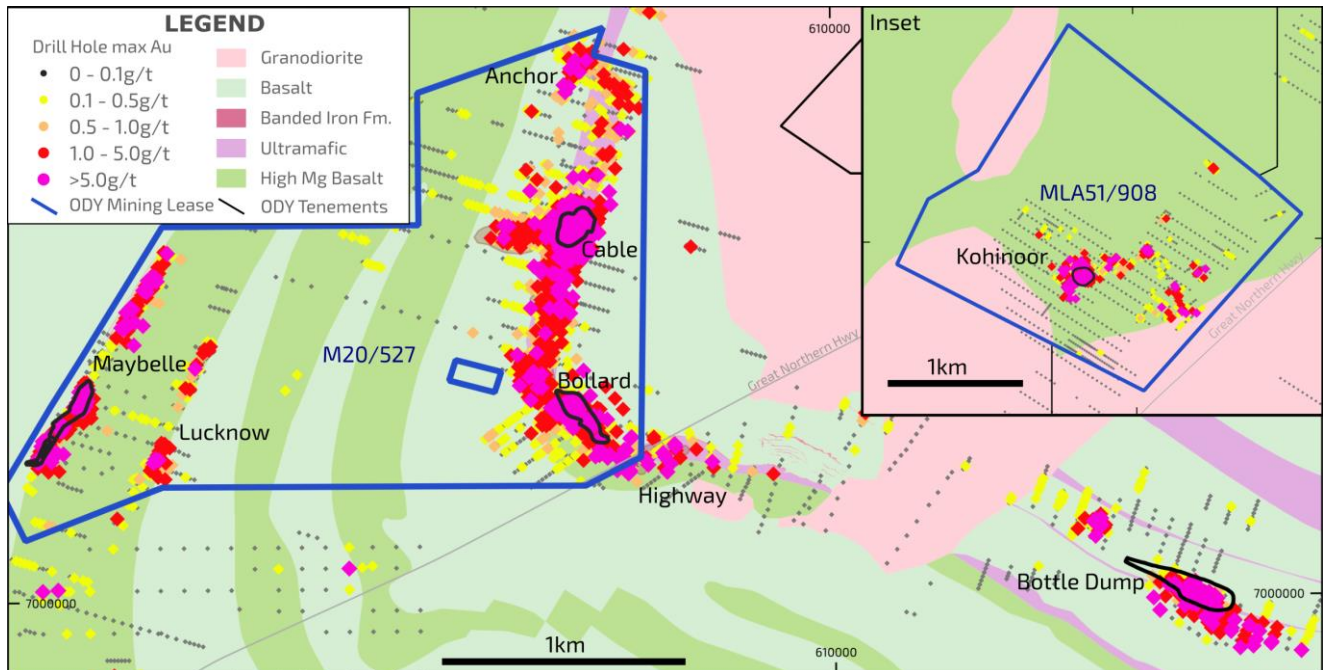 LEGEND
Drill Hole max Au
0 - 0.1g/t
0.1 - 0.5g/t
0.5 - 1.0g/t
1.0 - 5.0g/t
>5.0g/t
ODY Mining Lease
Granodiorite
Basalt
Banded Iron Fm.
Ultramafic
High Mg Basalt
ODY Tenements
610000
Inset
Anchor
MLA51/908
Cable
Kohinoor
Great Northern Hwy
1km
M20/527
Maybelle
Great Northern Hwy
Bollard
Lucknow
Highway
Bottle Dump
7000000
7000000
1km
610000